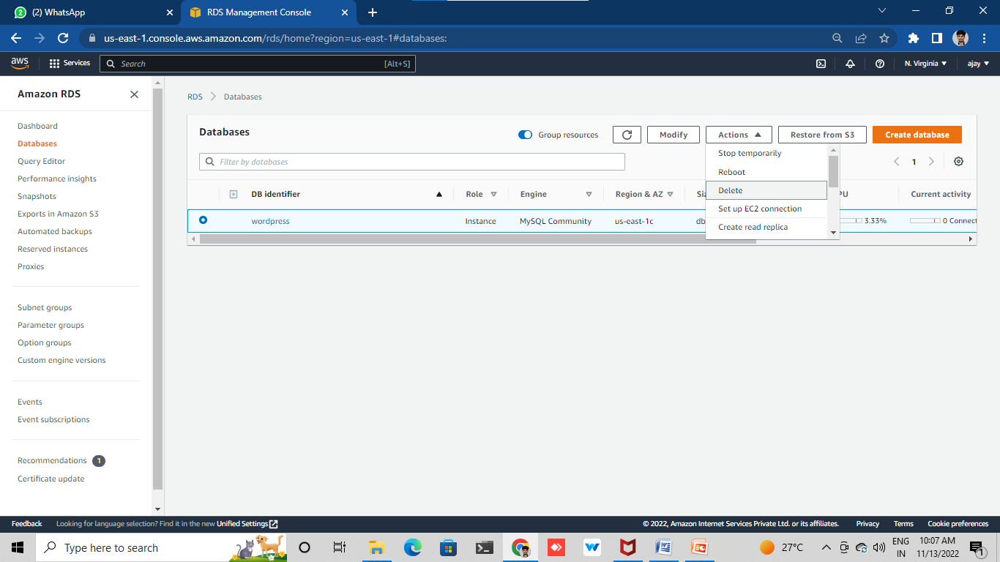 (2) WhatsApp
RDS Management Console
us-east-1.console.aws.amazon.com/rds/home?region=us-east-1#databases:
aws
Services
Search
[Alt+S]
N. Virginia
ajay
Amazon RDS
Dashboard
Databases
Query Editor
Performance insights
Snapshots
Exports in Amazon S3
Automated backups
Reserved instances
Proxies
Subnet groups
Parameter groups
Option groups
Custom engine versions
Events
Event subscriptions
Recommendations 1
Certificate update
RDS > Databases
Databases
Group resources
Modify
Actions
Restore from S3
Create database
Filter by databases
1
Stop temporarily
Reboot
Delete
Set up EC2 connection
Create read replica
DB identifier
Role
Engine
Region & AZ
Si
PU
Current activity
wordpress
Instance
MySQL Community
us-east-1c
db
3.33%
0 Connect
Feedback
Looking for language selection? Find it in the new Unified Settings
© 2022, Amazon Internet Services Private Ltd. or its affiliates.
Privacy
Terms
Cookie preferences
Type here to search
27°C
ENG
IN
10:07 AM
11/13/2022
1